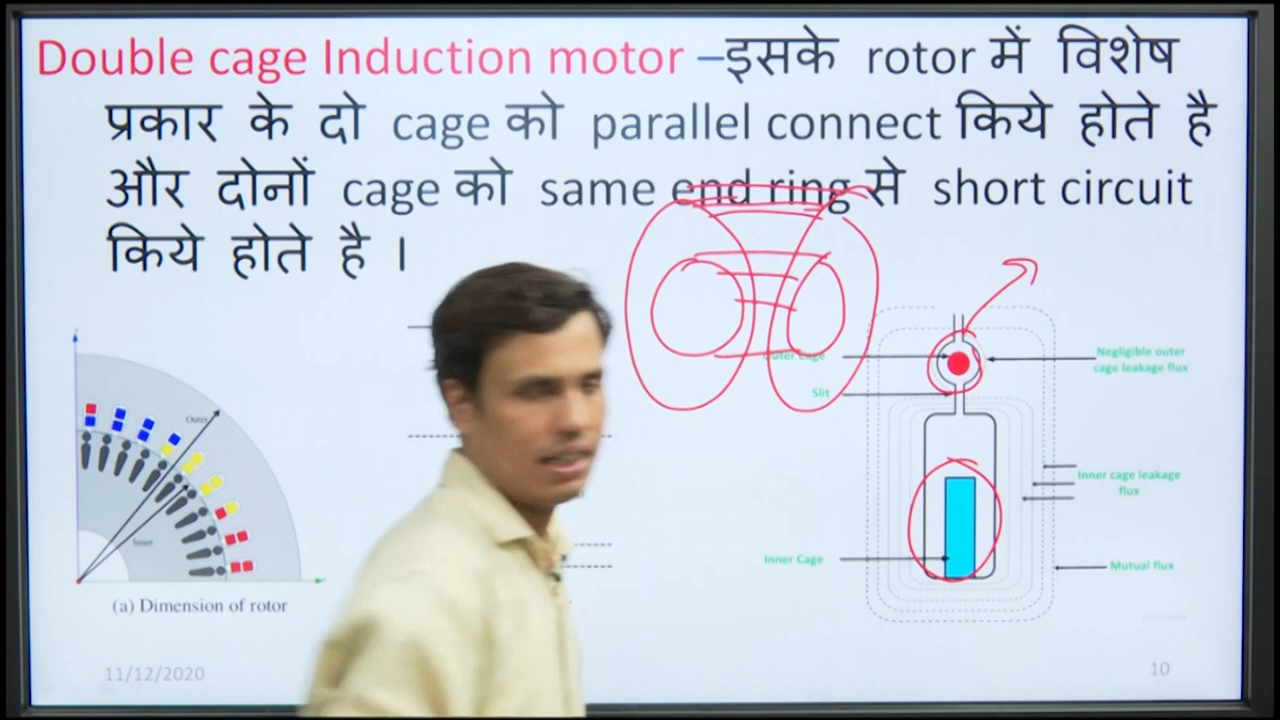 Double cage Induction motor –इसके rotor में विशेष
प्रकार के दो cage को parallel connect किये होते है
और दोनों cage को same end ring से short circuit
किये होते है ।
Outer Cage
Negligible outer
cage leakage flux
Slit
Outer
Inner cage leakage
flux
Inner
Inner Cage
Mutual flux
(a) Dimension of rotor
11/12/2020
10